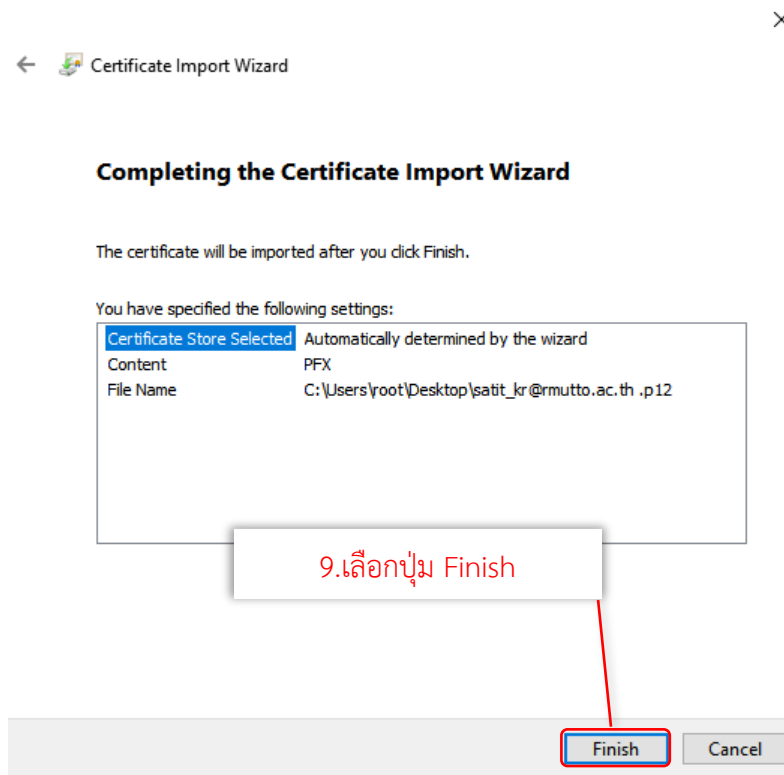 Certificate Import Wizard
Completing the Certificate Import Wizard
The certificate will be imported after you click Finish.
You have specified the following settings:
Certificate Store Selected Automatically determined by the wizard
Content PFX
File Name C:\Users\root\Desktop\satit_kr@rmutto.ac.th .p12
9.เลือกปุ่ม Finish
Finish Cancel